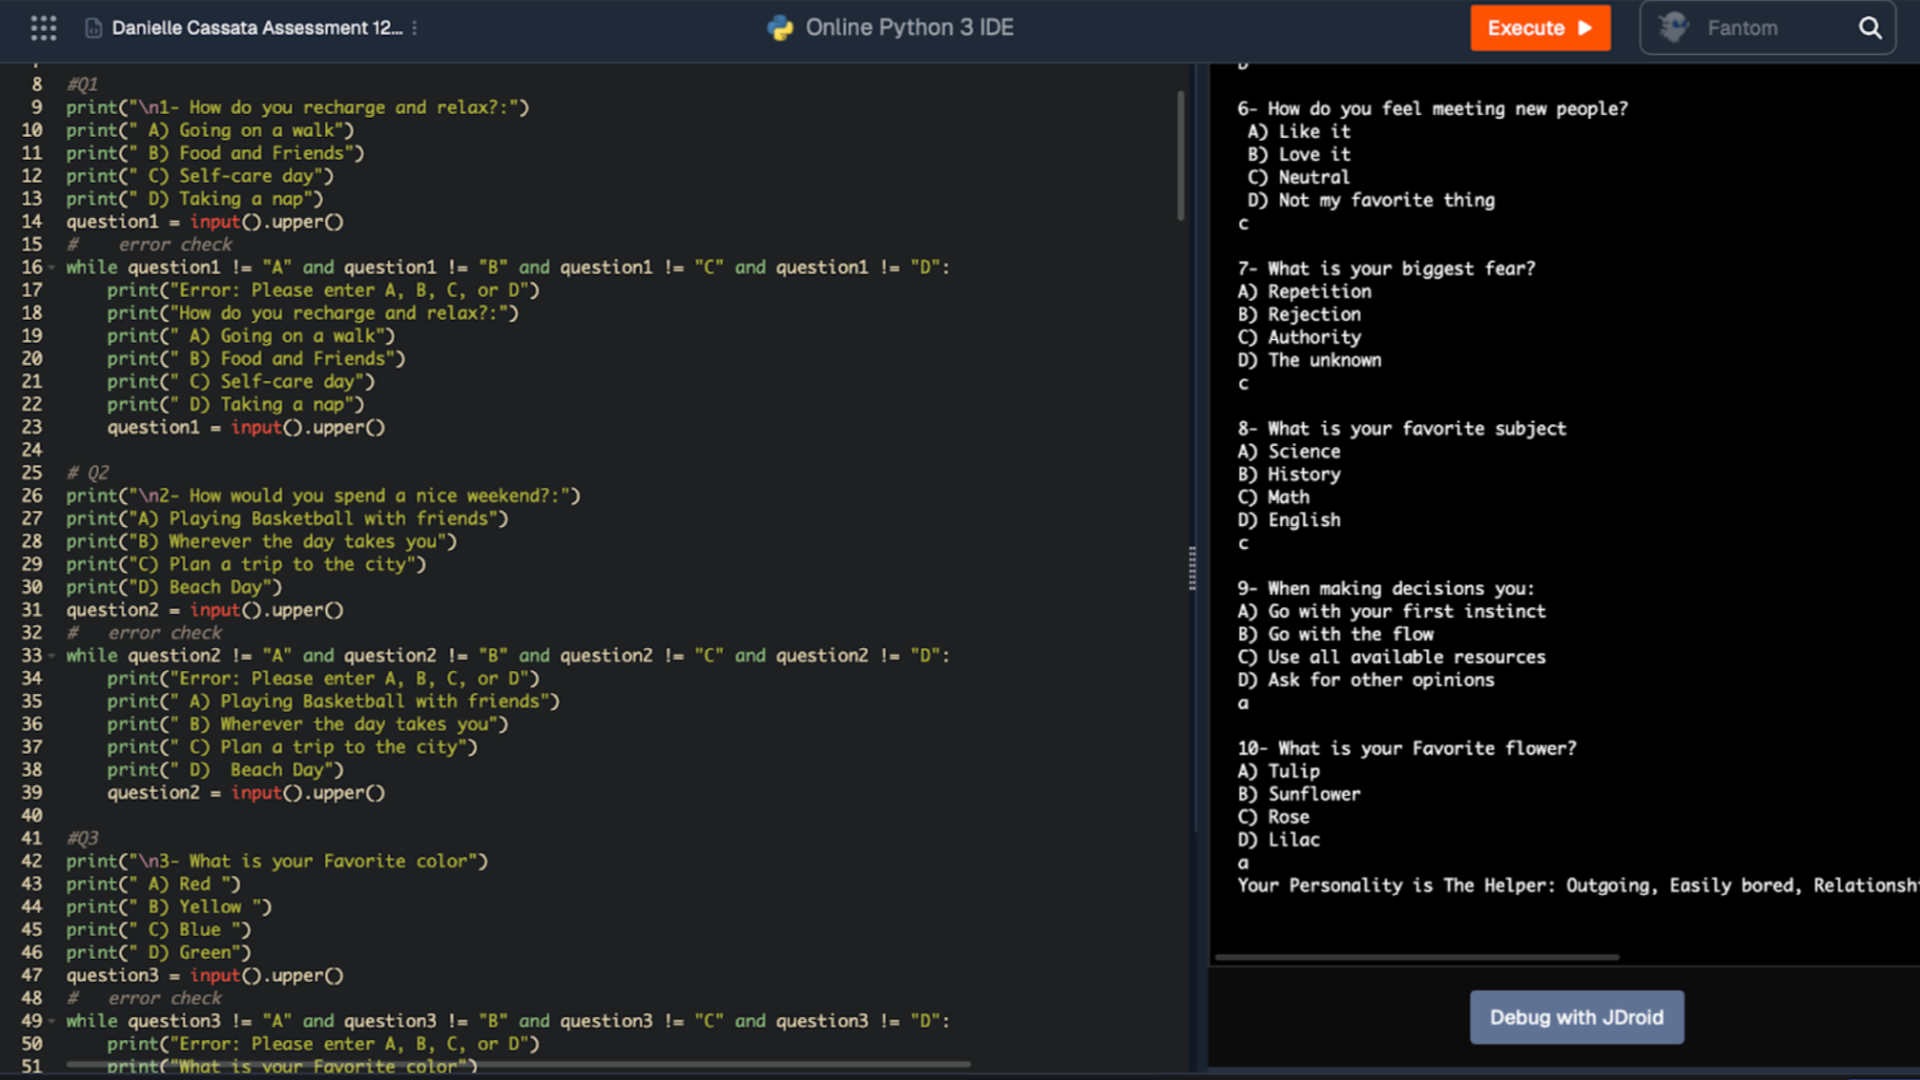 Danielle Cassata Assessment 12...
Online Python 3 IDE
Execute
Fantom
8 #Q1
9 print("\n1- How do you recharge and relax?:")
10 print(" A) Going on a walk")
11 print(" B) Food and Friends")
12 print(" C) Self-care day")
13 print(" D) Taking a nap")
14 question1 = input().upper()
15 #    error check
16 while question1 != "A" and question1 != "B" and question1 != "C" and question1 != "D":
17     print("Error: Please enter A, B, C, or D")
18     print("How do you recharge and relax?:")
19     print(" A) Going on a walk")
20     print(" B) Food and Friends")
21     print(" C) Self-care day")
22     print(" D) Taking a nap")
23     question1 = input().upper()
24
25 # Q2
26 print("\n2- How would you spend a nice weekend?:")
27 print("A) Playing Basketball with friends")
28 print("B) Wherever the day takes you")
29 print("C) Plan a trip to the city")
30 print("D) Beach Day")
31 question2 = input().upper()
32 #   error check
33 while question2 != "A" and question2 != "B" and question2 != "C" and question2 != "D":
34     print("Error: Please enter A, B, C, or D")
35     print(" A) Playing Basketball with friends")
36     print(" B) Wherever the day takes you")
37     print(" C) Plan a trip to the city")
38     print(" D)  Beach Day")
39     question2 = input().upper()
40
41 #Q3
42 print("\n3- What is your Favorite color")
43 print(" A) Red ")
44 print(" B) Yellow ")
45 print(" C) Blue ")
46 print(" D) Green")
47 question3 = input().upper()
48 #   error check
49 while question3 != "A" and question3 != "B" and question3 != "C" and question3 != "D":
50     print("Error: Please enter A, B, C, or D")
51     print("What is your Favorite color")
6- How do you feel meeting new people?
 A) Like it
 B) Love it
 C) Neutral
 D) Not my favorite thing
c
7- What is your biggest fear?
A) Repetition
B) Rejection
C) Authority
D) The unknown
c
8- What is your favorite subject
A) Science
B) History
C) Math
D) English
c
9- When making decisions you:
A) Go with your first instinct
B) Go with the flow
C) Use all available resources
D) Ask for other opinions
a
10- What is your Favorite flower?
A) Tulip
B) Sunflower
C) Rose
D) Lilac
a
Your Personality is The Helper: Outgoing, Easily bored, Relationsh
Debug with JDroid